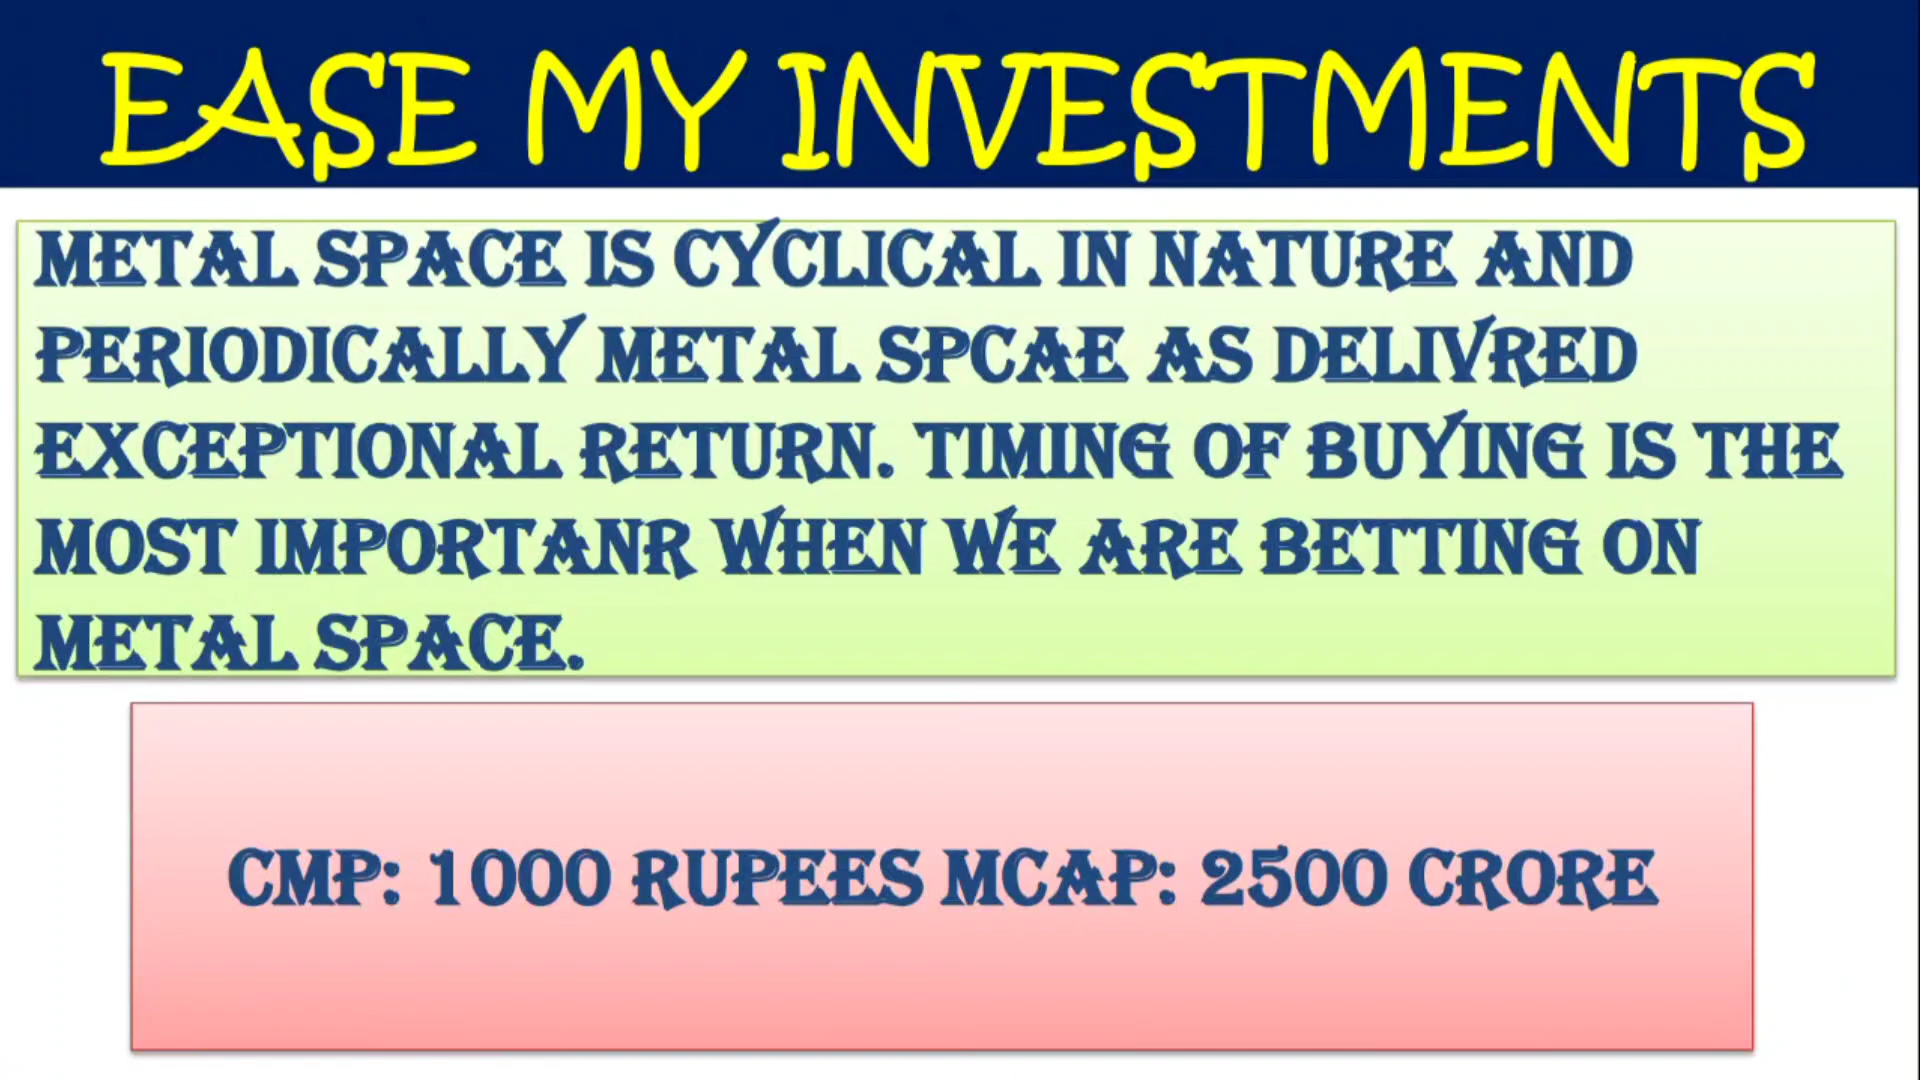 EASE MY INVESTMENTS
METAL SPACE IS CYCLICAL IN NATURE AND
PERIODICALLY METAL SPCAE AS DELIVRED
EXCEPTIONAL RETURN. TIMING OF BUYING IS THE
MOST IMPORTANR WHEN WE ARE BETTING ON
METAL SPACE.
CMP: 1000 RUPEES MCAP: 2500 CRORE